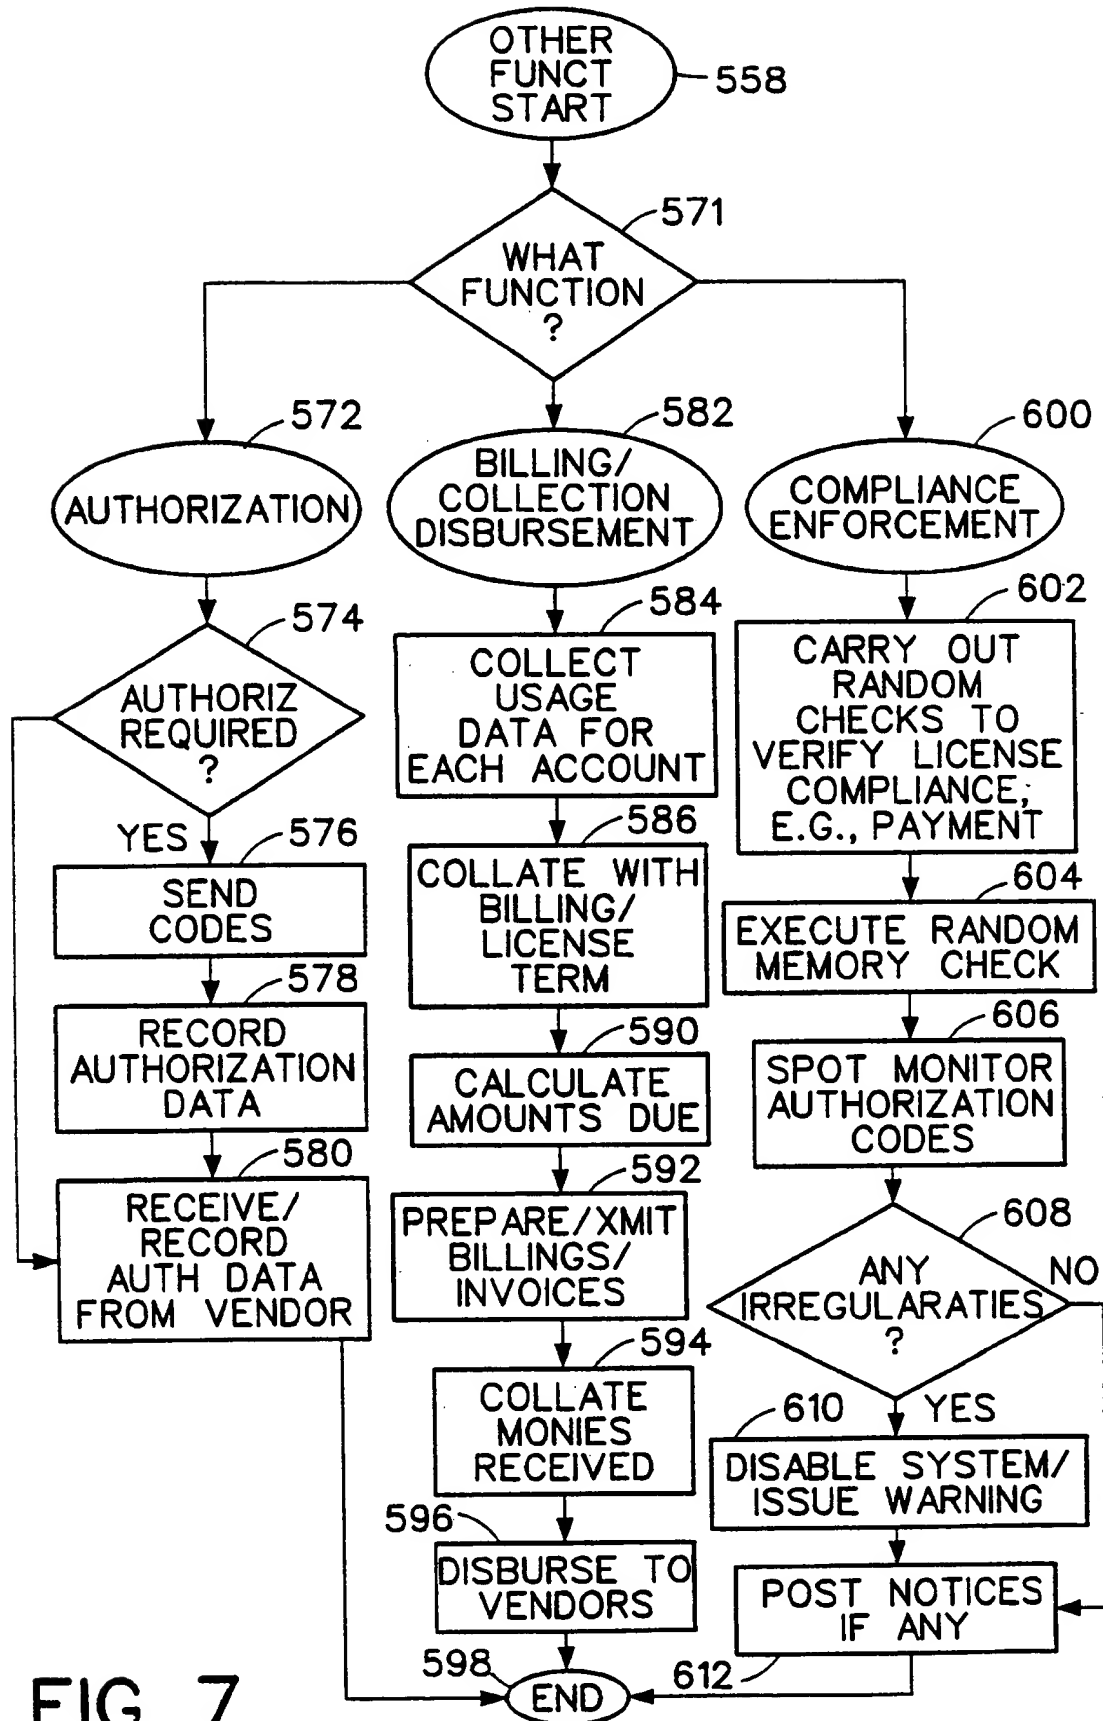 OTHER
FUNCT
START
558
571
WHAT
FUNCTION
?
572
AUTHORIZATION
574
AUTHORIZ
REQUIRED
?
YES
576
SEND
CODES
578
RECORD
AUTHORIZATION
DATA
580
RECEIVE/
RECORD
AUTH DATA
FROM VENDOR
582
BILLING/
COLLECTION
DISBURSEMENT
584
COLLECT
USAGE
DATA FOR
EACH ACCOUNT
586
COLLATE WITH
BILLING/
LICENSE
TERM
590
CALCULATE
AMOUNTS DUE
592
PREPARE/XMIT
BILLINGS/
INVOICES
594
COLLATE
MONIES
RECEIVED
596
DISBURSE TO
VENDORS
598
END
600
COMPLIANCE
ENFORCEMENT
602
CARRY OUT
RANDOM
CHECKS TO
VERIFY LICENSE
COMPLIANCE,
E.G., PAYMENT
604
EXECUTE RANDOM
MEMORY CHECK
606
SPOT MONITOR
AUTHORIZATION
CODES
608
ANY
IRREGULARATIES
?
NO
YES
610
DISABLE SYSTEM/
ISSUE WARNING
POST NOTICES
IF ANY
612
FIG. 7